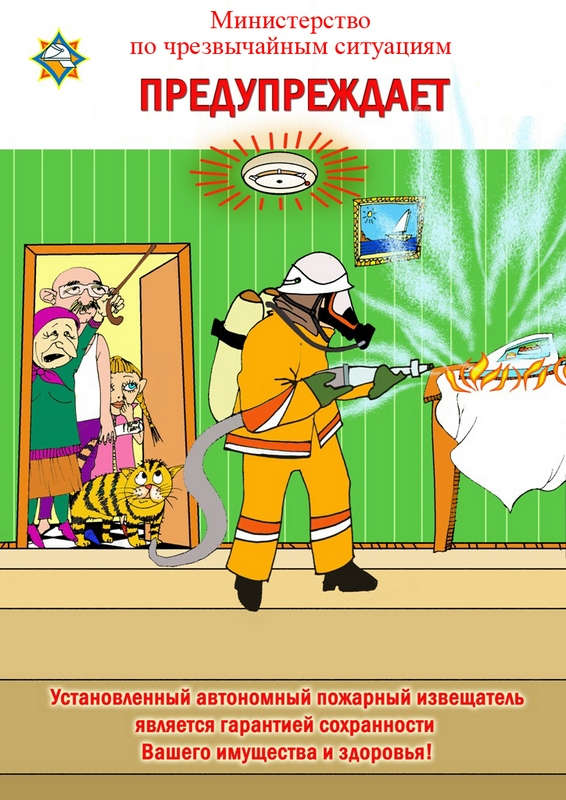 Министерство
по чрезвычайным ситуациям
ПРЕДУПРЕЖДАЕТ
Установленный автономный пожарный извещатель
является гарантией сохранности
Вашего имущества и здоровья!